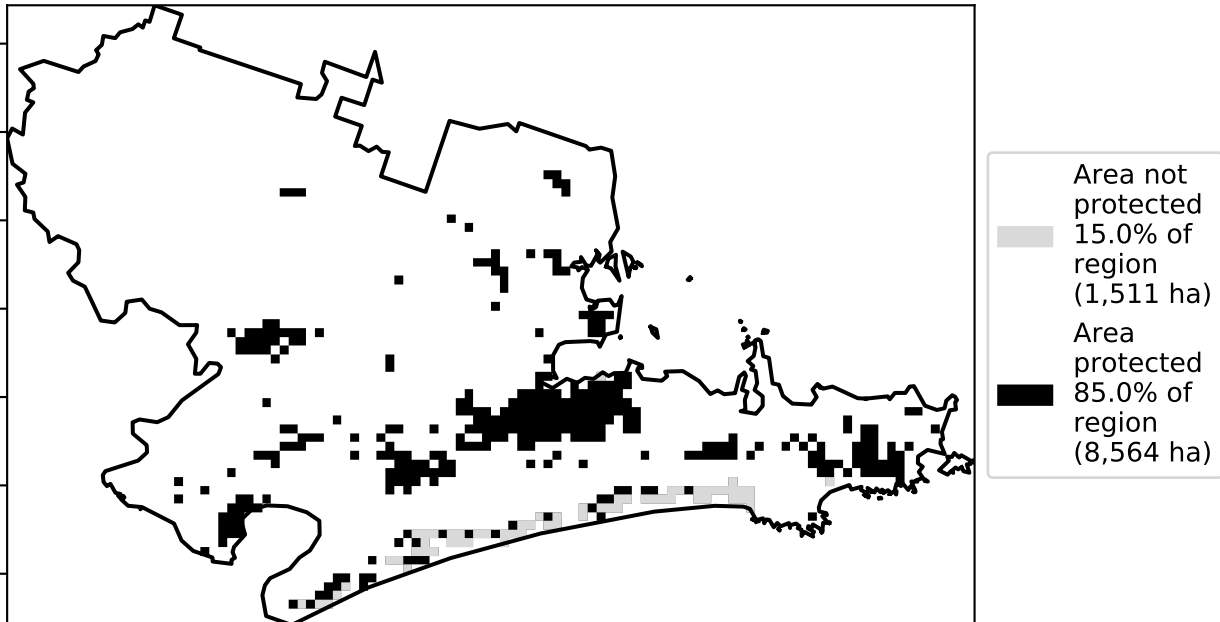 Area not
protected
15.0% of
region
(1,511 ha)
Area
protected
85.0% of
region
(8,564 ha)